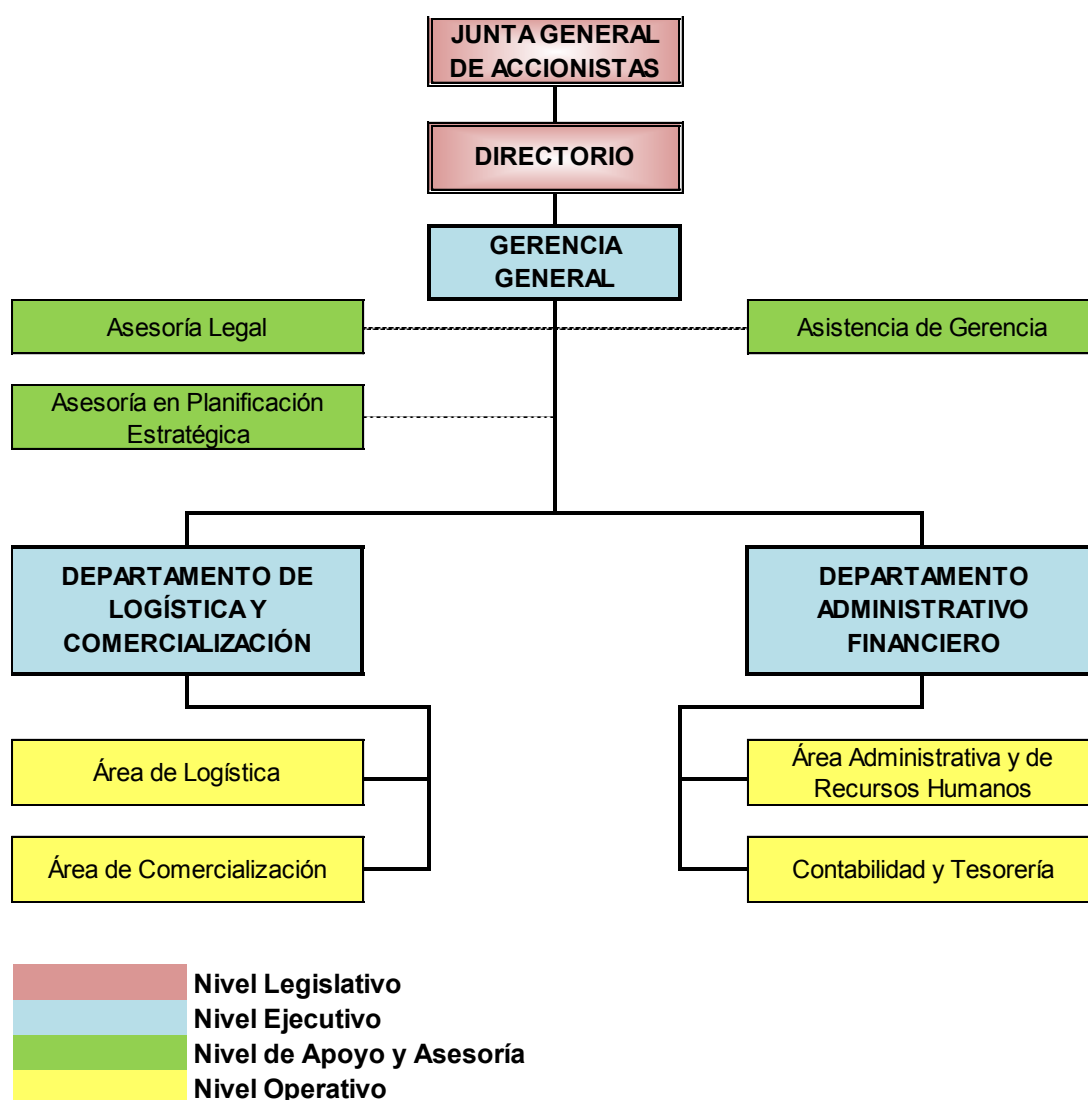 JUNTA GENERAL
DE ACCIONISTAS
DIRECTORIO
GERENCIA
GENERAL
Asesoría Legal
Asistencia de Gerencia
Asesoría en Planificación
Estratégica
DEPARTAMENTO DE
LOGÍSTICA Y
COMERCIALIZACIÓN
DEPARTAMENTO
ADMINISTRATIVO
FINANCIERO
Área de Logística
Área Administrativa y de
Recursos Humanos
Área de Comercialización
Contabilidad y Tesorería
Nivel Legislativo
Nivel Ejecutivo
Nivel de Apoyo y Asesoría
Nivel Operativo